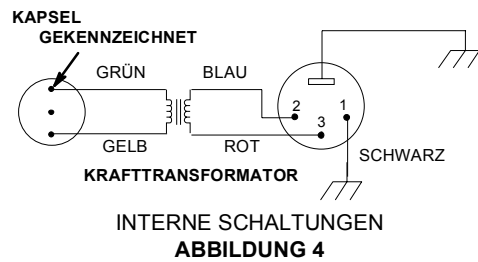 KAPSEL
GEKENNZEICHNET
GRÜN
BLAU
2
1
3
GELB
ROT
SCHWARZ
KRAFTTRANSFORMATOR
INTERNE SCHALTUNGEN
ABBILDUNG 4